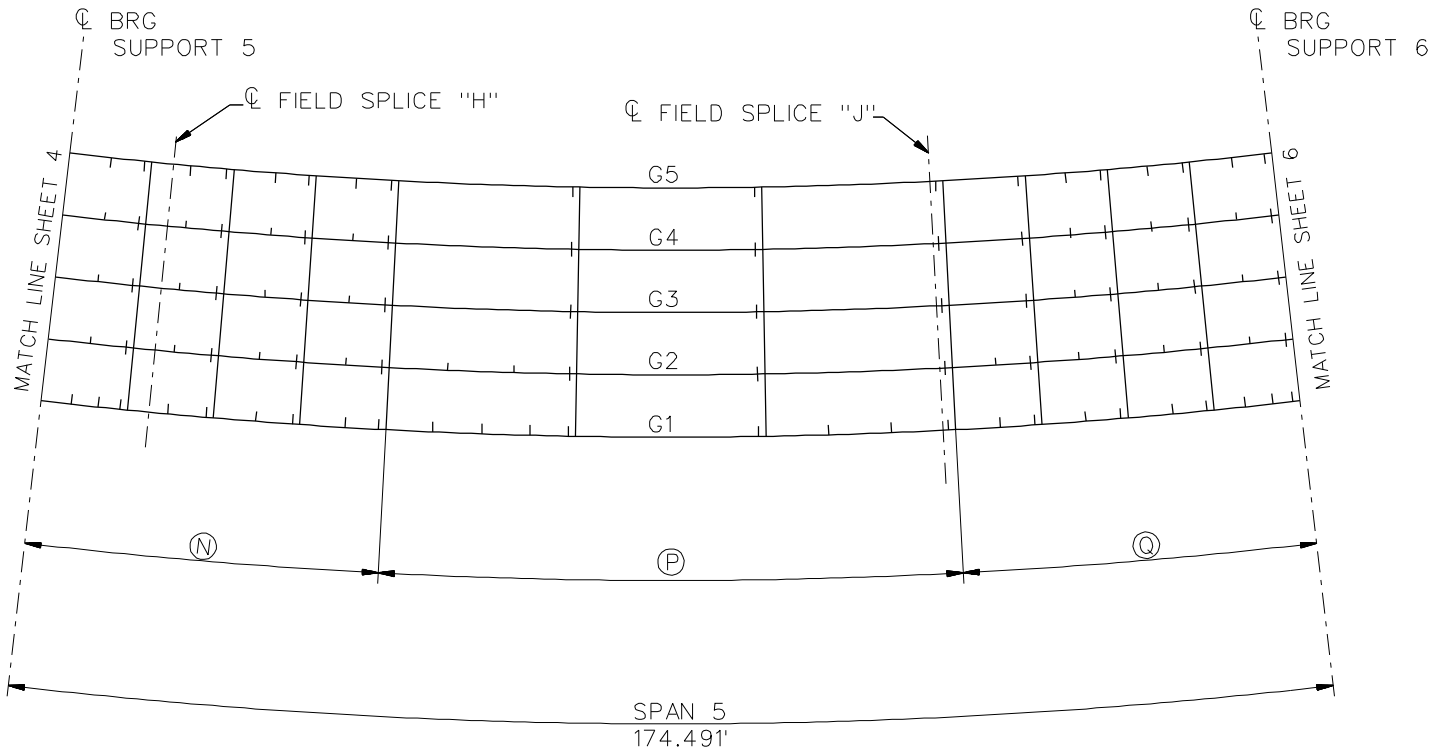 ℄ BRG
SUPPORT 5
℄ BRG
SUPPORT 6
℄ FIELD SPLICE "H"
℄ FIELD SPLICE "J"
MATCH LINE SHEET 4
MATCH LINE SHEET 6
G5
G4
G3
G2
G1
N
P
Q
SPAN 5
174.491'